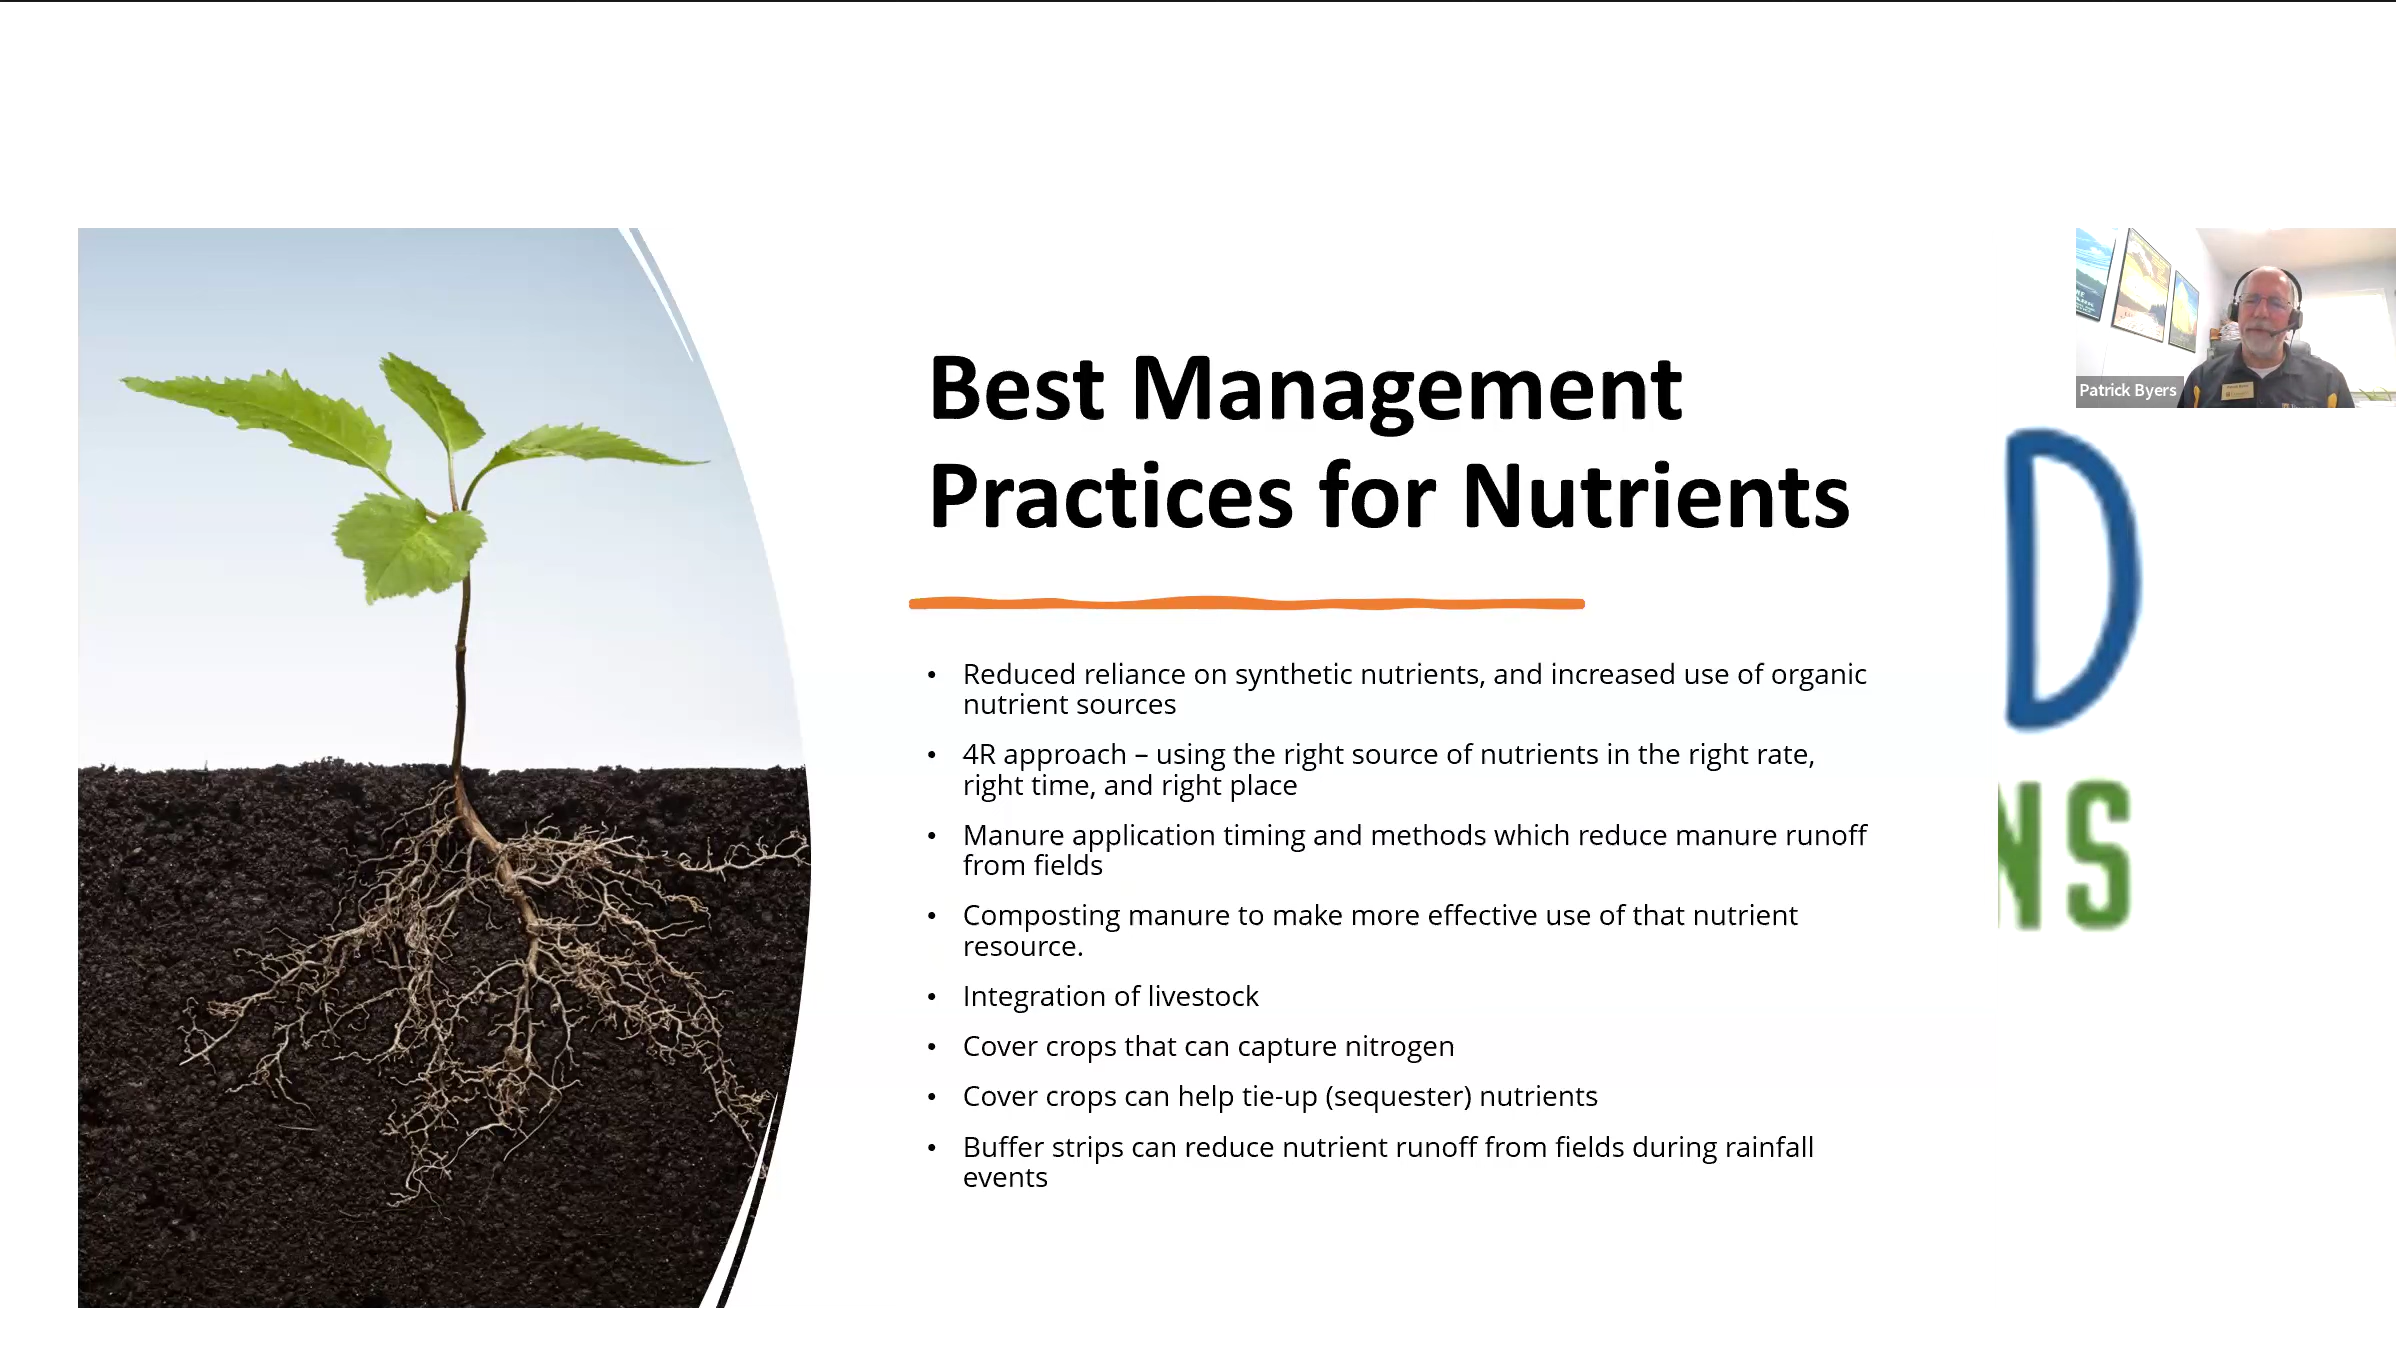 Best Management
Practices for Nutrients
• Reduced reliance on synthetic nutrients, and increased use of organic
nutrient sources
• 4R approach – using the right source of nutrients in the right rate,
right time, and right place
• Manure application timing and methods which reduce manure runoff
from fields
• Composting manure to make more effective use of that nutrient
resource.
• Integration of livestock
• Cover crops that can capture nitrogen
• Cover crops can help tie-up (sequester) nutrients
• Buffer strips can reduce nutrient runoff from fields during rainfall
events
Patrick Byers
D
NS